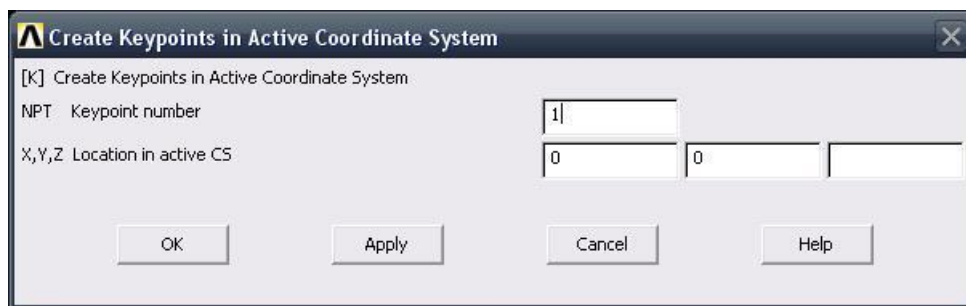 Create Keypoints in Active Coordinate System
[K] Create Keypoints in Active Coordinate System
NPT Keypoint number 1
X,Y,Z Location in active CS 0 0
OK Apply Cancel Help